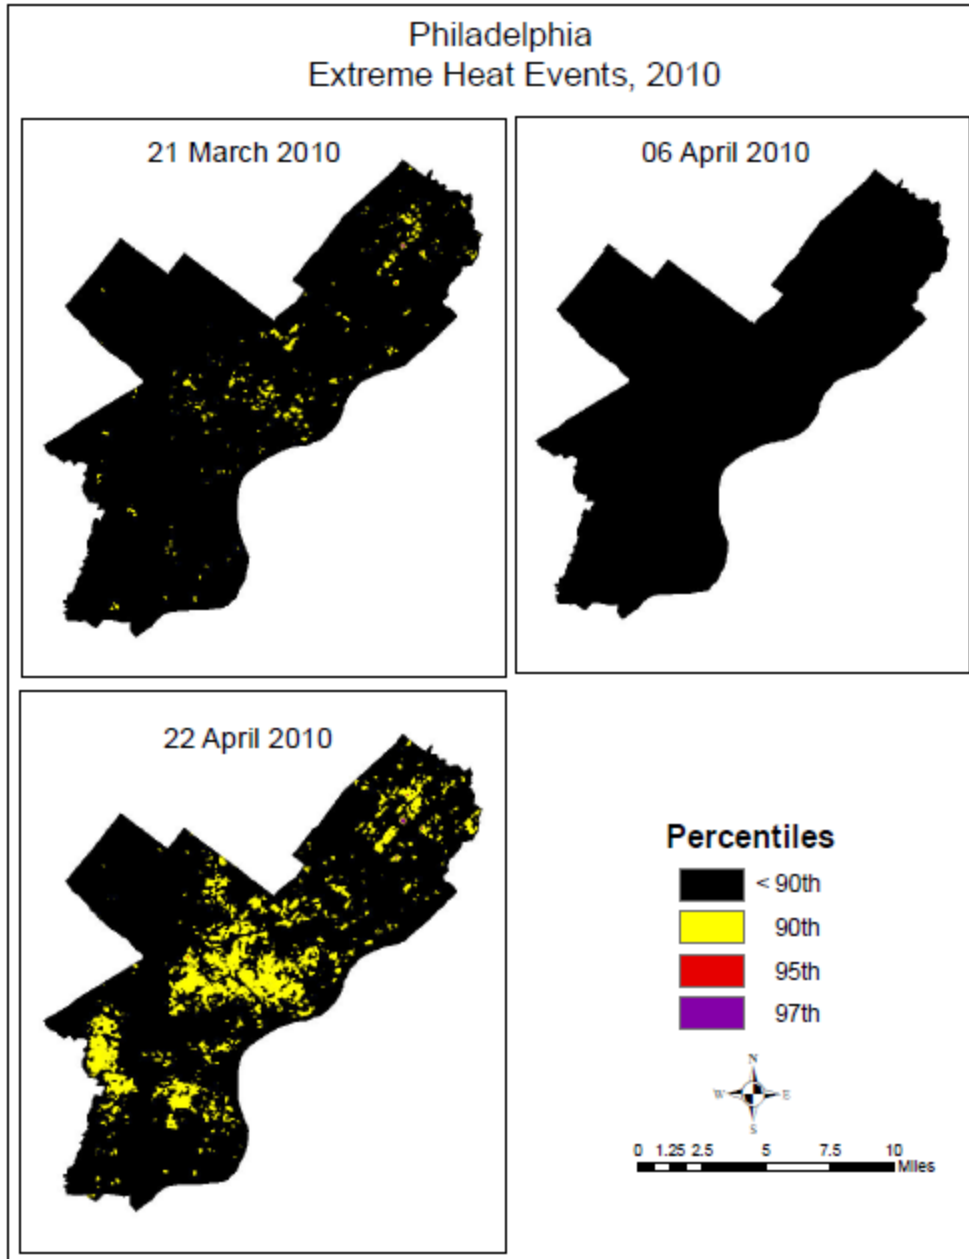 Philadelphia
Extreme Heat Events, 2010
21 March 2010
06 April 2010
22 April 2010
Percentiles
< 90th
90th
95th
97th
N
W E
S
0 1.25 2.5 5 7.5 10
Miles